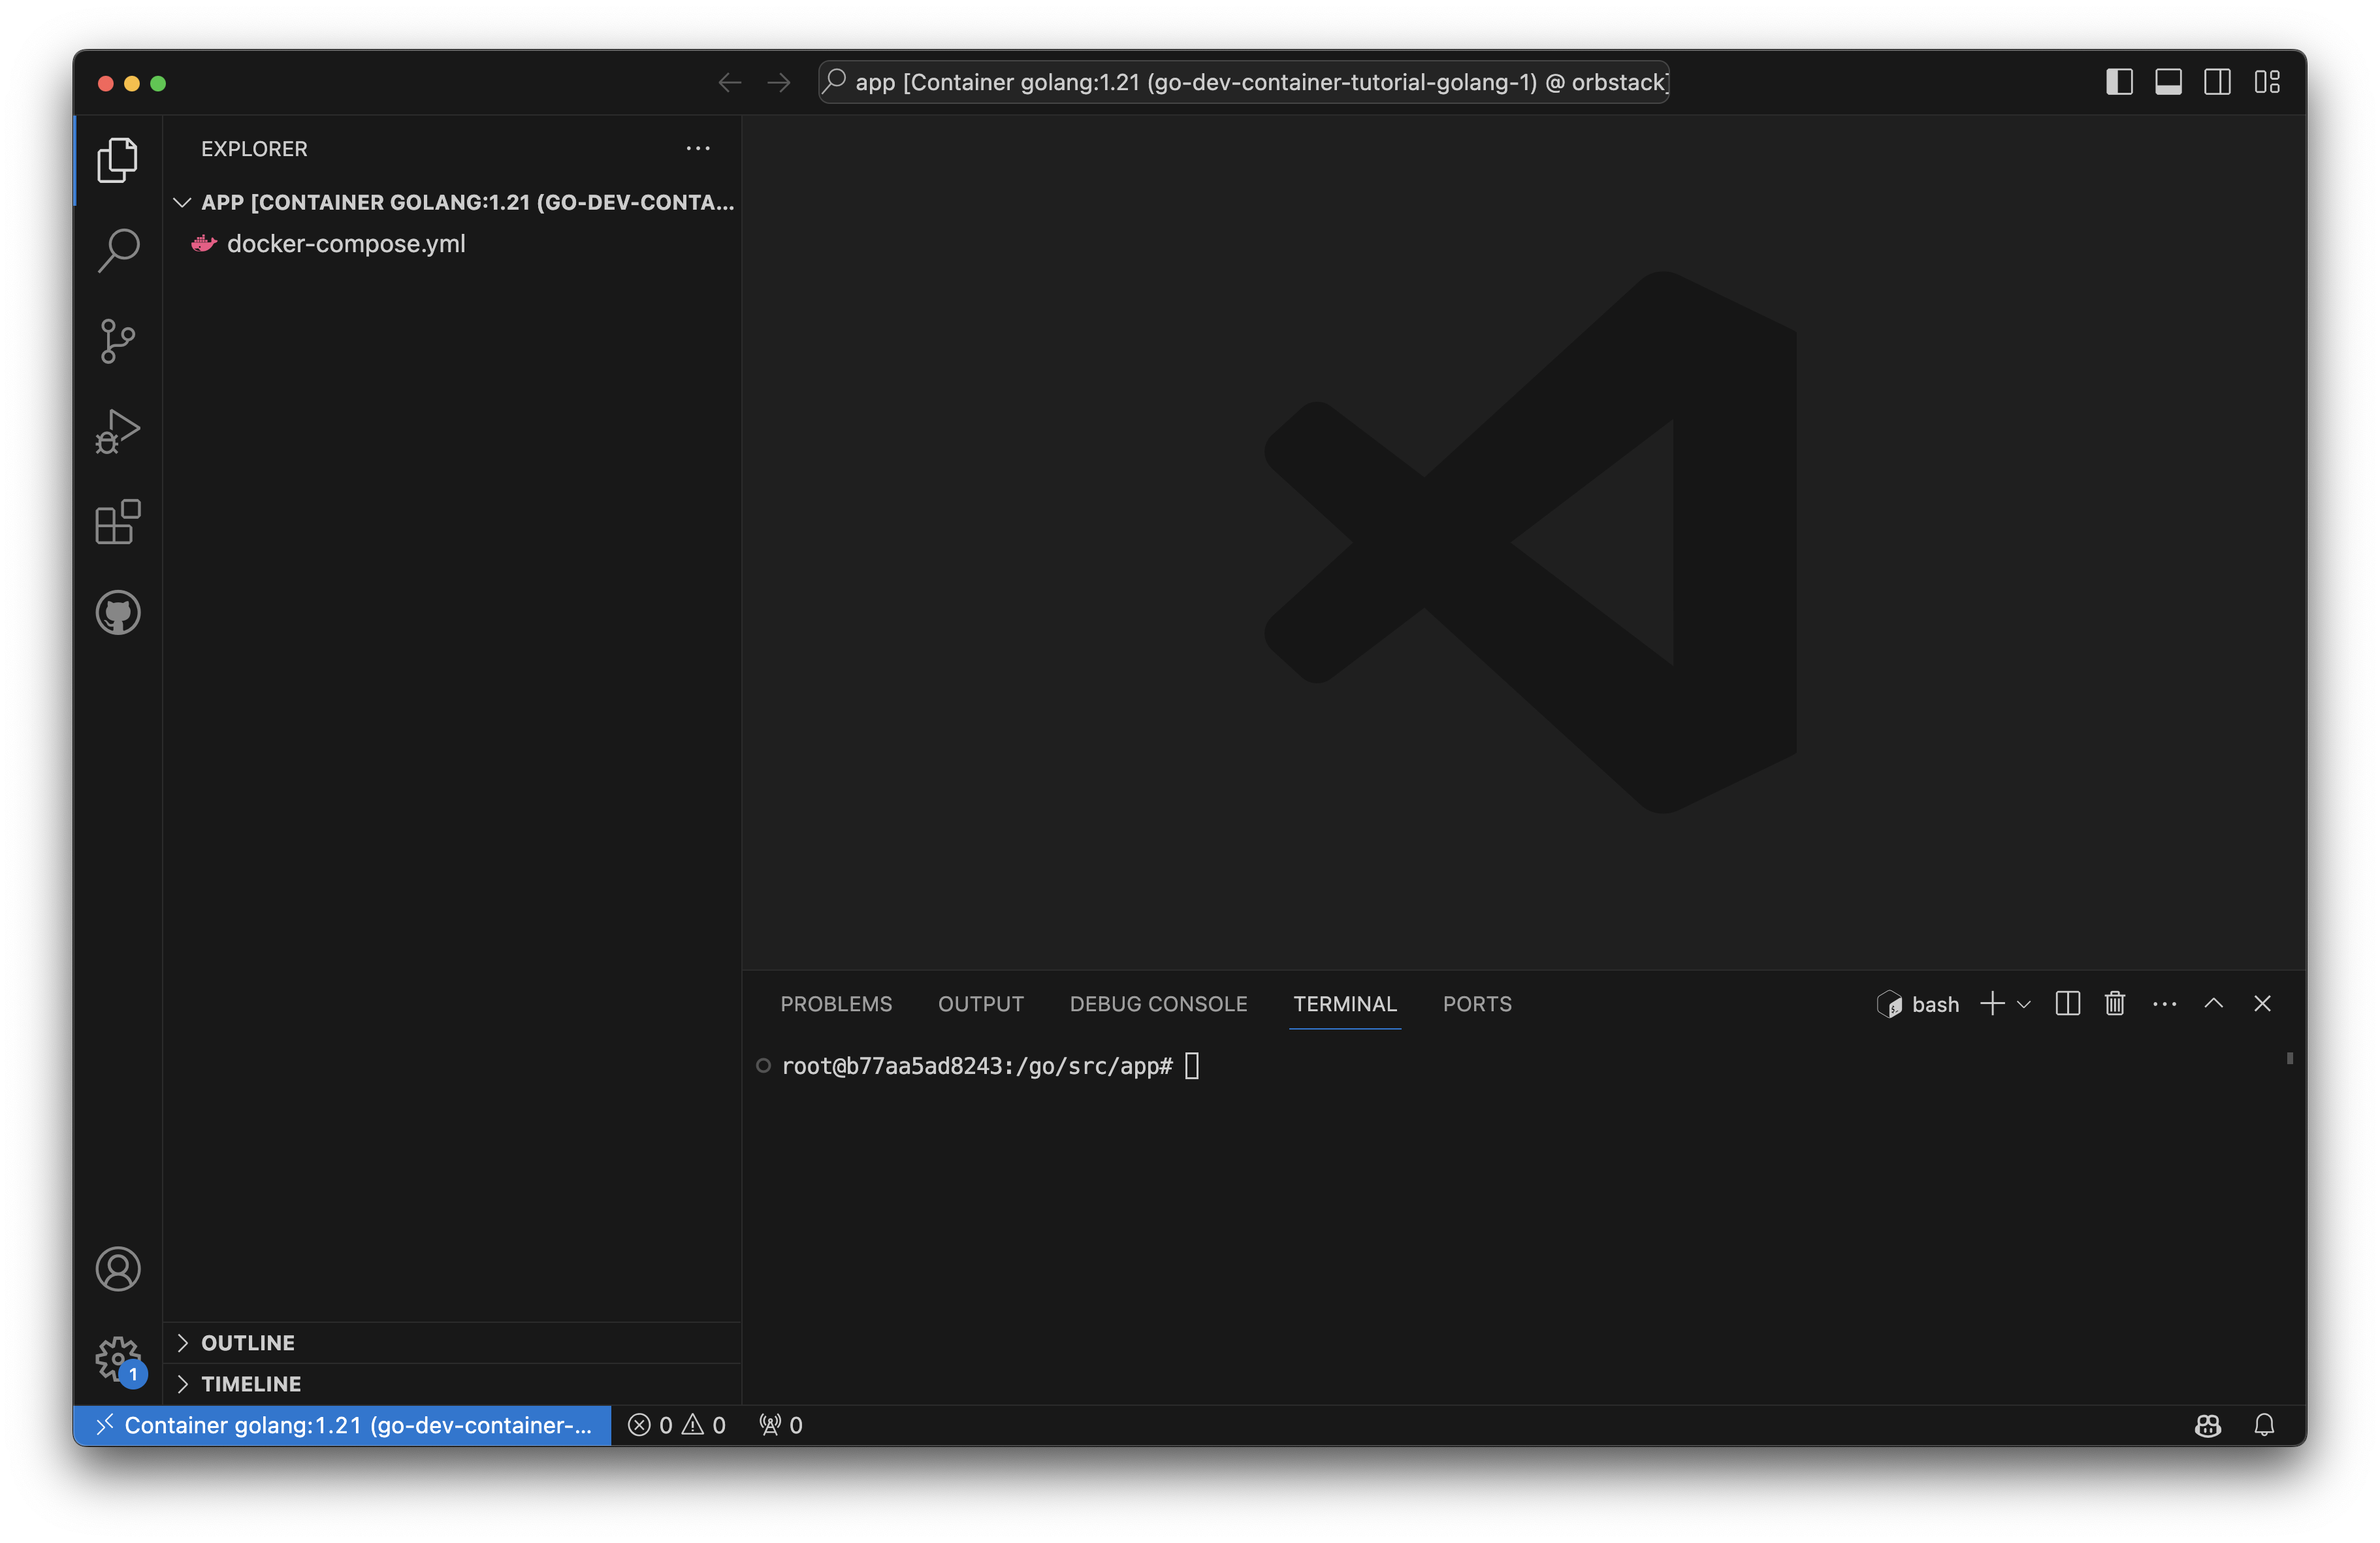 app [Container golang:1.21 (go-dev-container-tutorial-golang-1) @ orbstack]
EXPLORER
APP [CONTAINER GOLANG:1.21 (GO-DEV-CONTA...
docker-compose.yml
PROBLEMS OUTPUT DEBUG CONSOLE TERMINAL PORTS bash
root@b77aa5ad8243:/go/src/app#
OUTLINE
1
TIMELINE
Container golang:1.21 (go-dev-container-... 0 0 0